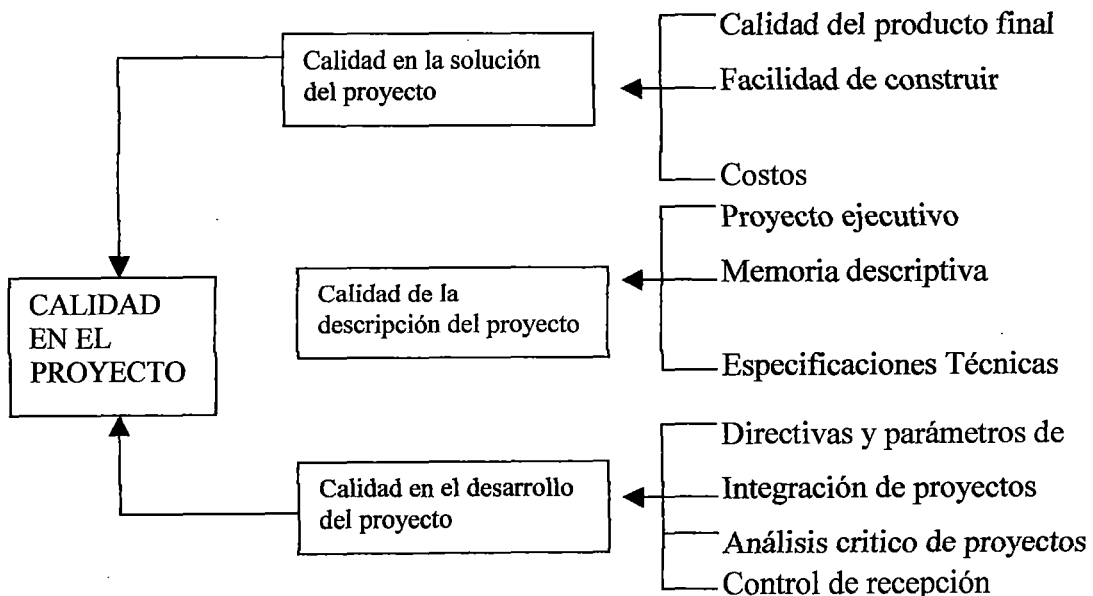 Calidad del producto final
Calidad en la solución
del proyecto
Facilidad de construir
Costos
Proyecto ejecutivo
CALIDAD
EN EL
PROYECTO
Calidad de la
descripción del proyecto
Memoria descriptiva
Especificaciones Técnicas
Directivas y parámetros de
Calidad en el desarrollo
del proyecto
Integración de proyectos
Análisis critico de proyectos
Control de recepción